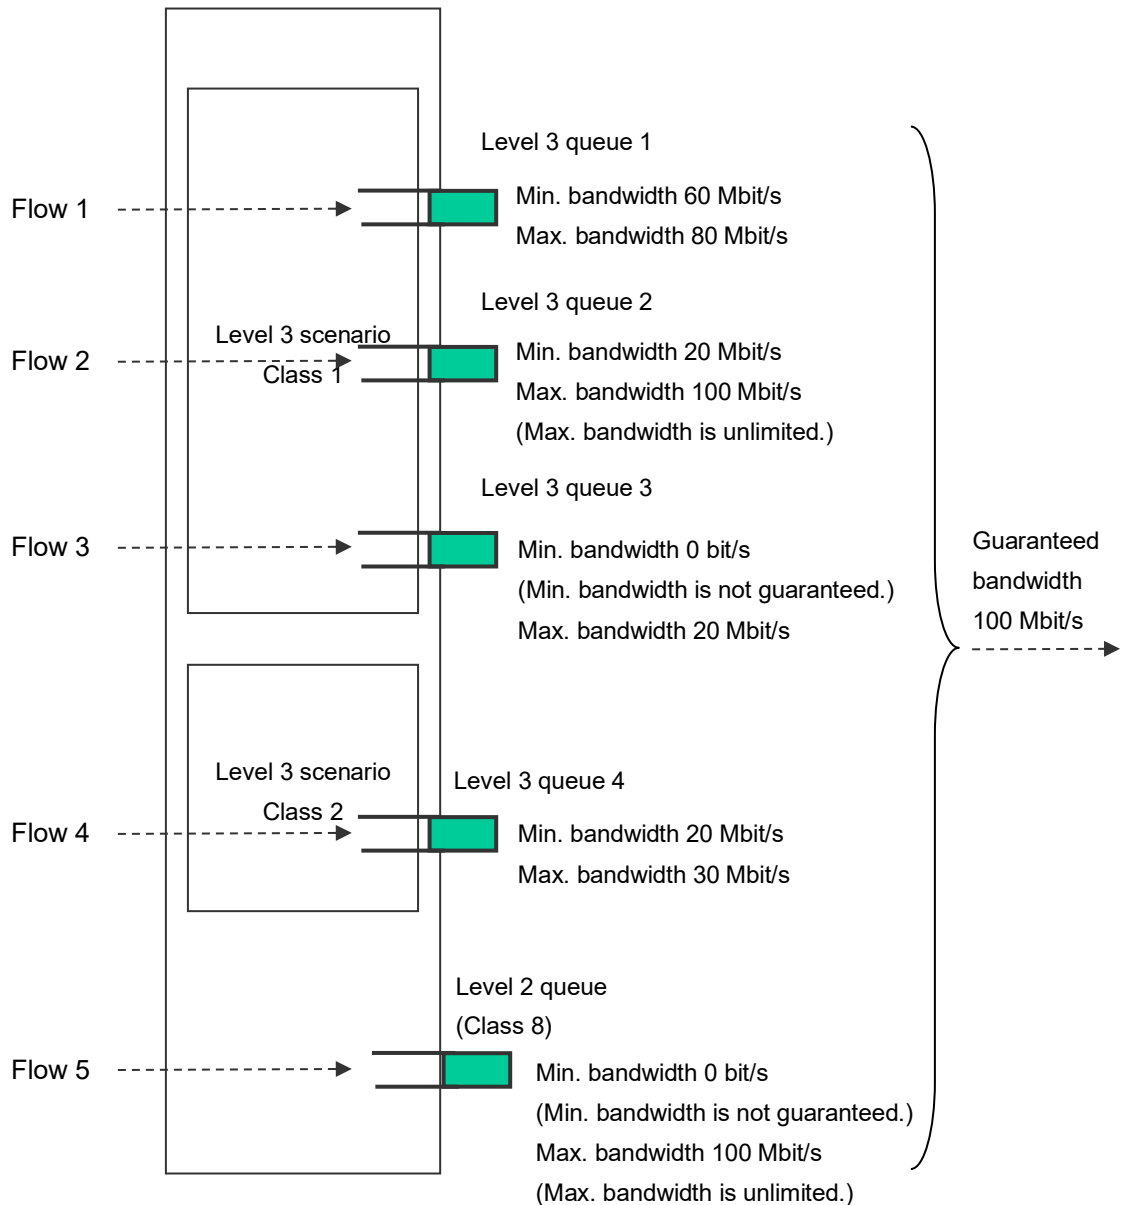 Level 3 queue 1
Flow 1
Min. bandwidth 60 Mbit/s
Max. bandwidth 80 Mbit/s
Level 3 queue 2
Level 3 scenario
Class 1
Flow 2
Min. bandwidth 20 Mbit/s
Max. bandwidth 100 Mbit/s
(Max. bandwidth is unlimited.)
Level 3 queue 3
Flow 3
Min. bandwidth 0 bit/s
(Min. bandwidth is not guaranteed.)
Max. bandwidth 20 Mbit/s
Guaranteed
bandwidth
100 Mbit/s
Level 3 scenario
Class 2
Level 3 queue 4
Flow 4
Min. bandwidth 20 Mbit/s
Max. bandwidth 30 Mbit/s
Level 2 queue
(Class 8)
Flow 5
Min. bandwidth 0 bit/s
(Min. bandwidth is not guaranteed.)
Max. bandwidth 100 Mbit/s
(Max. bandwidth is unlimited.)